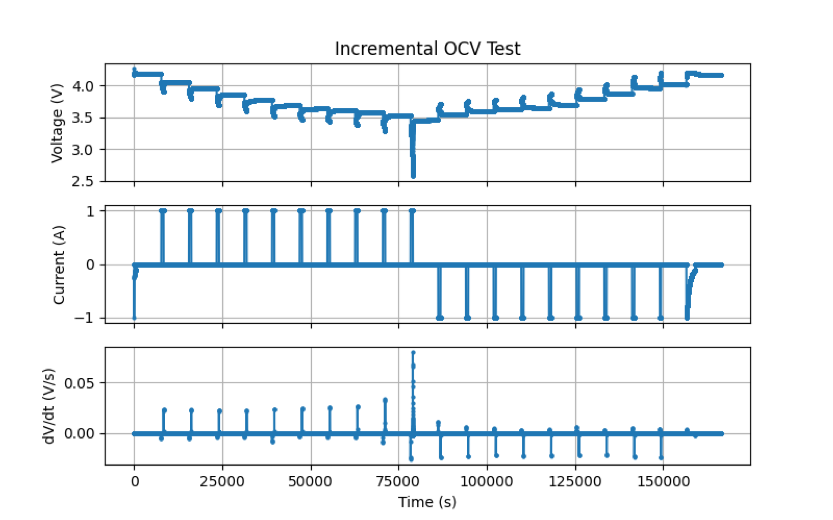 Incremental OCV Test
Voltage (V)
4.0
3.5
3.0
2.5
Current (A)
1
0
−1
dV/dt (V/s)
0.05
0.00
0 25000 50000 75000 100000 125000 150000
Time (s)